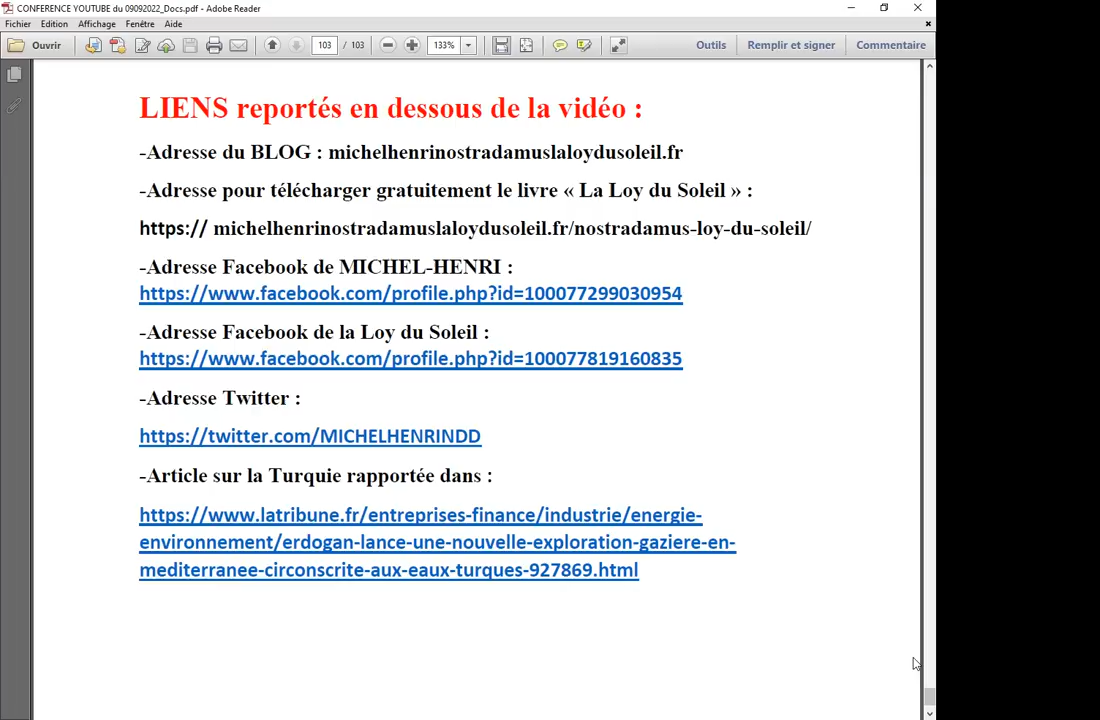 CONFERENCE YOUTUBE du 09092022_Docs.pdf - Adobe Reader
Fichier Edition Affichage Fenêtre Aide
Ouvrir 103 / 103 133% Outils Remplir et signer Commentaire
LIENS reportés en dessous de la vidéo :
-Adresse du BLOG : michelhenrinostradamuslaloydusoleil.fr
-Adresse pour télécharger gratuitement le livre « La Loy du Soleil » :
https:// michelhenrinostradamuslaloydusoleil.fr/nostradamus-loy-du-soleil/
-Adresse Facebook de MICHEL-HENRI :
https://www.facebook.com/profile.php?id=100077299030954
-Adresse Facebook de la Loy du Soleil :
https://www.facebook.com/profile.php?id=100077819160835
-Adresse Twitter :
https://twitter.com/MICHELHENRINDD
-Article sur la Turquie rapportée dans :
https://www.latribune.fr/entreprises-finance/industrie/energie-
environnement/erdogan-lance-une-nouvelle-exploration-gaziere-en-
mediterranee-circonscrite-aux-eaux-turques-927869.html